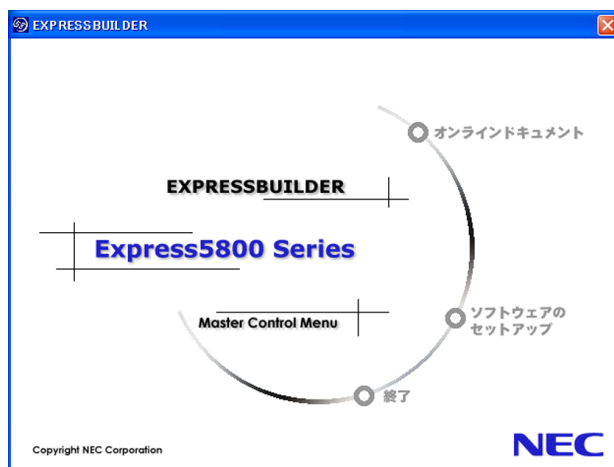 EXPRESSBUILDER
オンラインドキュメント
EXPRESSBUILDER
Express5800 Series
ソフトウェアの
セットアップ
Master Control Menu
終了
Copyright NEC Corporation
NEC